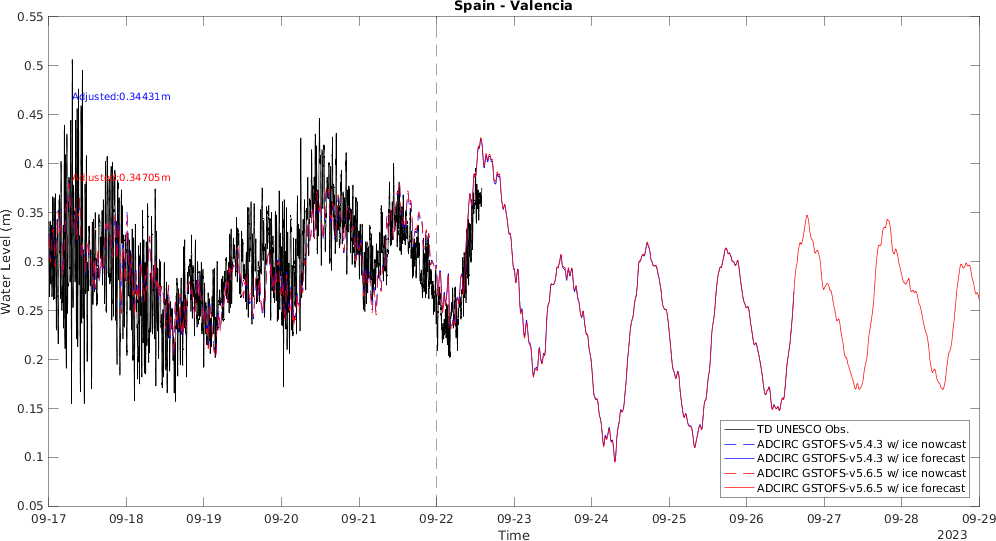 Spain - Valencia
0.55
0.5
0.45
0.4
0.35
0.3
0.25
0.2
0.15
0.1
0.05
Water Level (m)
Adjusted:0.34431m
Adjusted:0.34705m
TD UNESCO Obs.
ADCIRC GSTOFS-v5.4.3 w/ ice nowcast
ADCIRC GSTOFS-v5.4.3 w/ ice forecast
ADCIRC GSTOFS-v5.6.5 w/ ice nowcast
ADCIRC GSTOFS-v5.6.5 w/ ice forecast
09-17 09-18 09-19 09-20 09-21 09-22 09-23 09-24 09-25 09-26 09-27 09-28 09-29
Time
2023